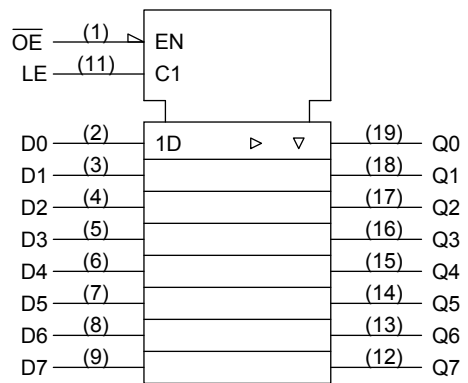 O̅E̅ (1) EN
LE (11) C1
D0 (2) 1D (19) Q0
D1 (3) (18) Q1
D2 (4) (17) Q2
D3 (5) (16) Q3
D4 (6) (15) Q4
D5 (7) (14) Q5
D6 (8) (13) Q6
D7 (9) (12) Q7